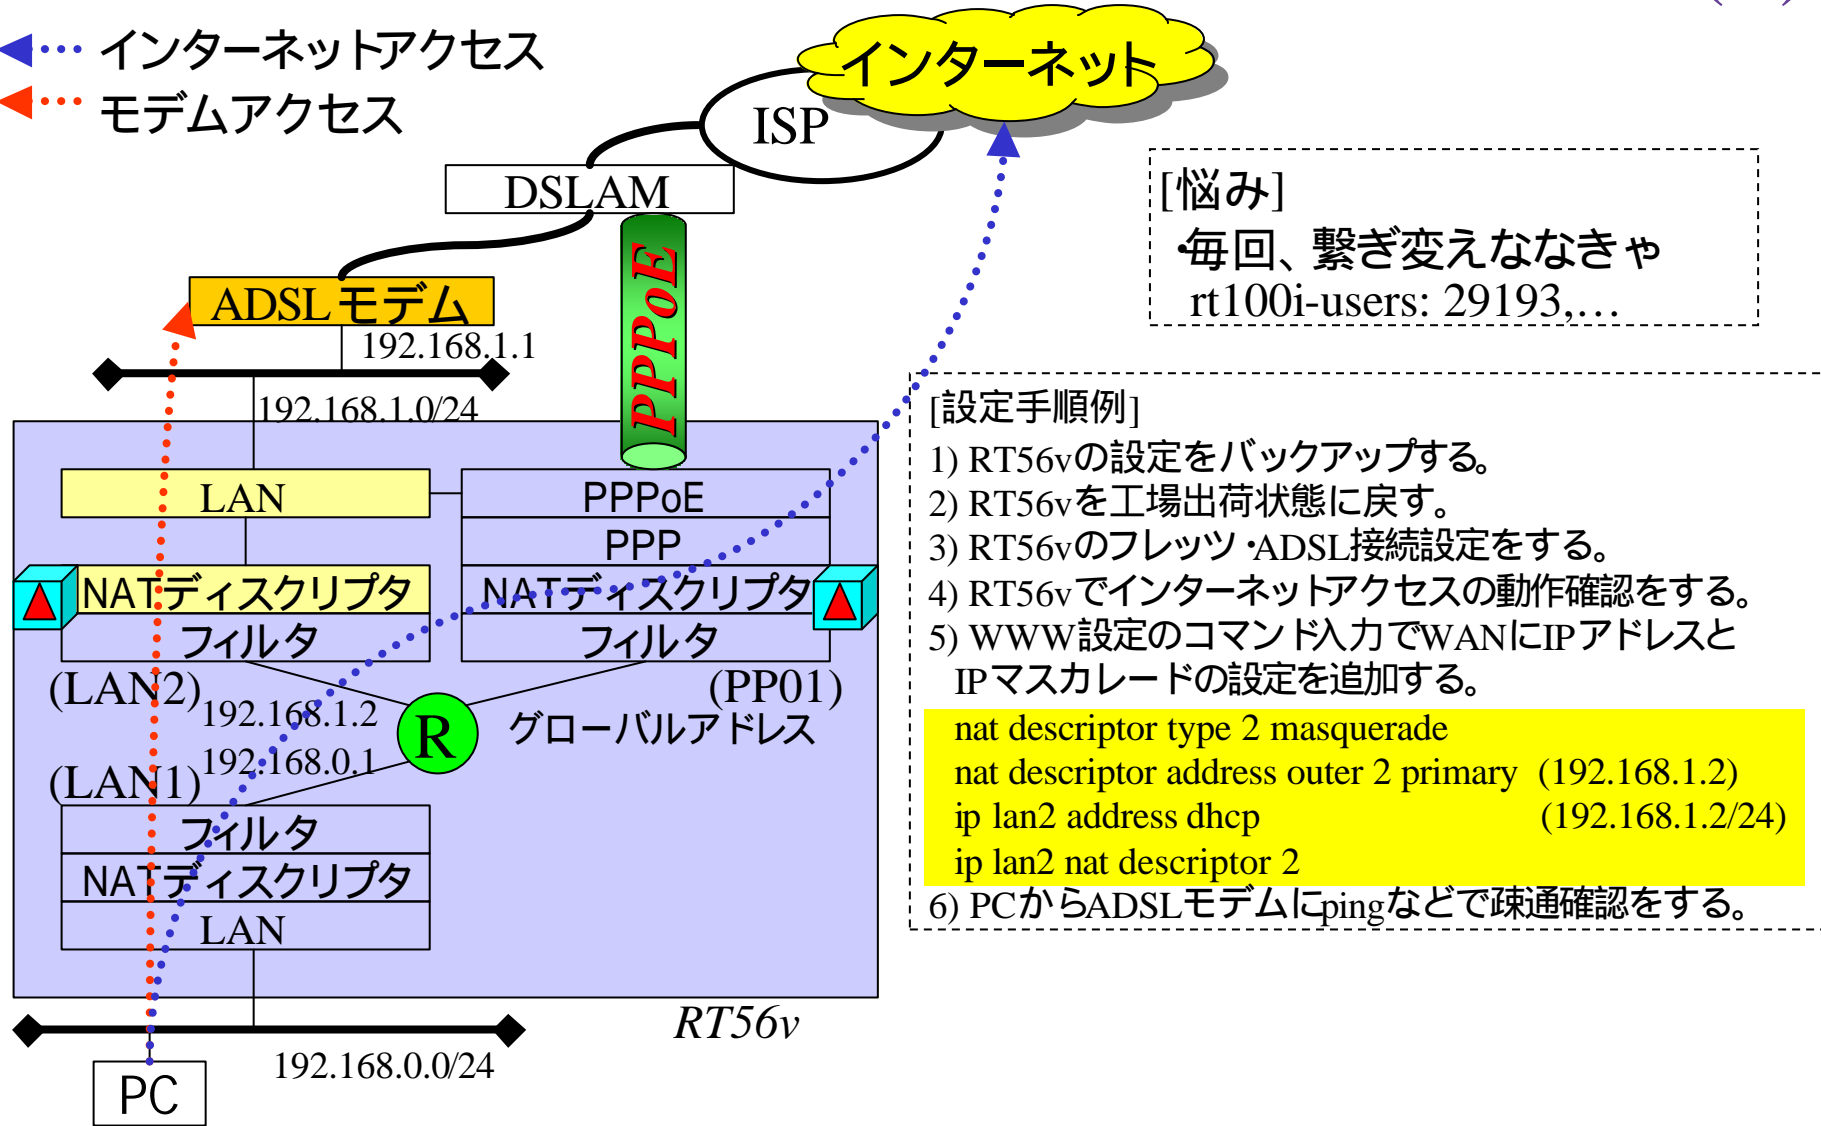 インターネットアクセス
モデムアクセス
インターネット
ISP
DSLAM
PPPoE
ADSLモデム
192.168.1.1
192.168.1.0/24
LAN
PPPoE
PPP
NATディスクリプタ
NATディスクリプタ
フィルタ
フィルタ
(LAN2)
192.168.1.2
(PP01)
グローバルアドレス
R
192.168.0.1
(LAN1)
フィルタ
NATディスクリプタ
LAN
RT56v
192.168.0.0/24
PC
[悩み]
・毎回、繋ぎ変えななきゃ
rt100i-users: 29193,…
[設定手順例]
1) RT56vの設定をバックアップする。
2) RT56vを工場出荷状態に戻す。
3) RT56vのフレッツ・ADSL接続設定をする。
4) RT56vでインターネットアクセスの動作確認をする。
5) WWW設定のコマンド入力でWANにIPアドレスと
IPマスカレードの設定を追加する。
nat descriptor type 2 masquerade
nat descriptor address outer 2 primary (192.168.1.2)
ip lan2 address dhcp (192.168.1.2/24)
ip lan2 nat descriptor 2
6) PCからADSLモデムにpingなどで疎通確認をする。